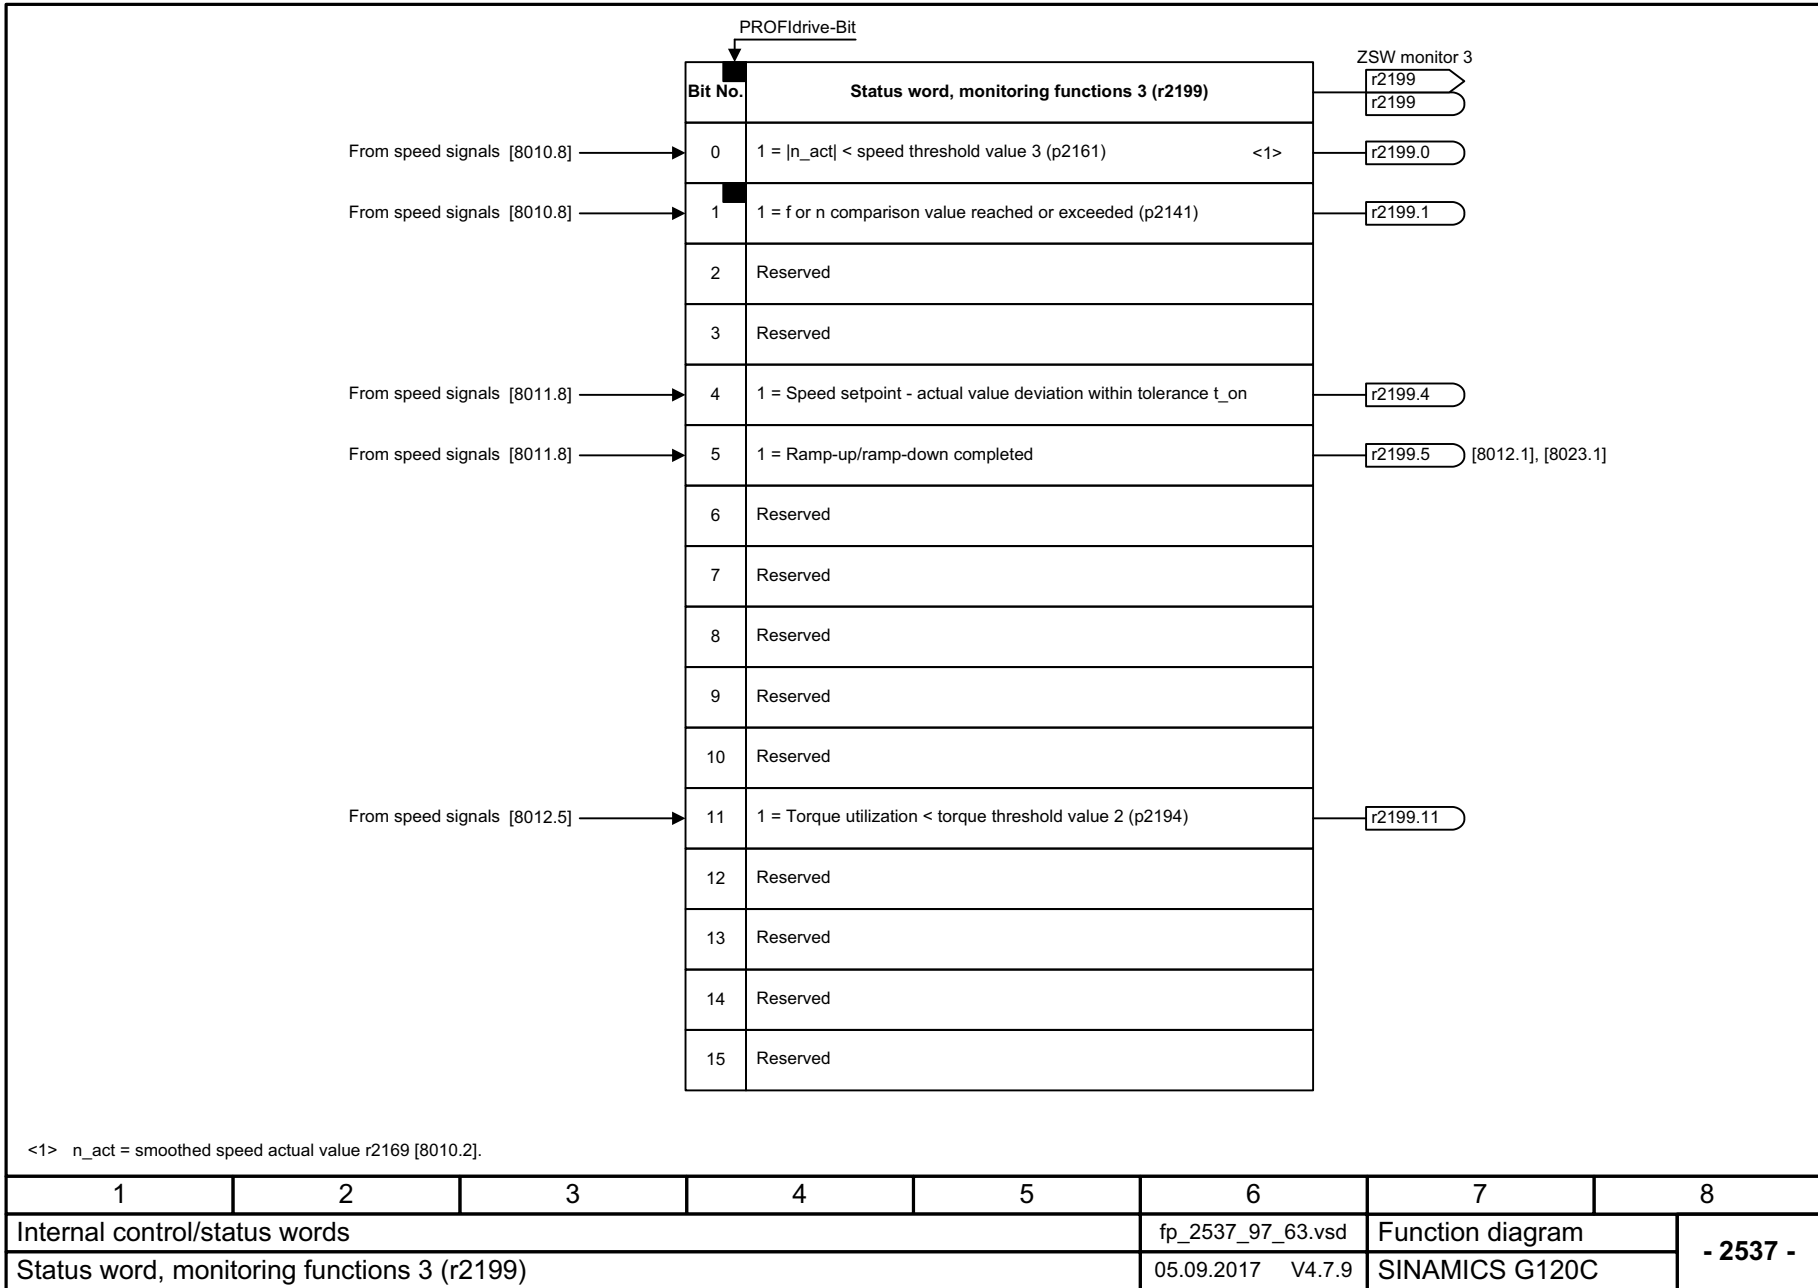 PROFIdrive-Bit
ZSW monitor 3
Bit No. Status word, monitoring functions 3 (r2199) r2199
r2199
From speed signals [8010.8] 0 1 = |n_act| < speed threshold value 3 (p2161) <1> r2199.0
From speed signals [8010.8] 1 1 = f or n comparison value reached or exceeded (p2141) r2199.1
2 Reserved
3 Reserved
From speed signals [8011.8] 4 1 = Speed setpoint - actual value deviation within tolerance t_on r2199.4
From speed signals [8011.8] 5 1 = Ramp-up/ramp-down completed r2199.5 [8012.1], [8023.1]
6 Reserved
7 Reserved
8 Reserved
9 Reserved
10 Reserved
From speed signals [8012.5] 11 1 = Torque utilization < torque threshold value 2 (p2194) r2199.11
12 Reserved
13 Reserved
14 Reserved
15 Reserved
<1> n_act = smoothed speed actual value r2169 [8010.2].
1 2 3 4 5 6 7 8
Internal control/status words fp_2537_97_63.vsd Function diagram - 2537 -
Status word, monitoring functions 3 (r2199) 05.09.2017 V4.7.9 SINAMICS G120C